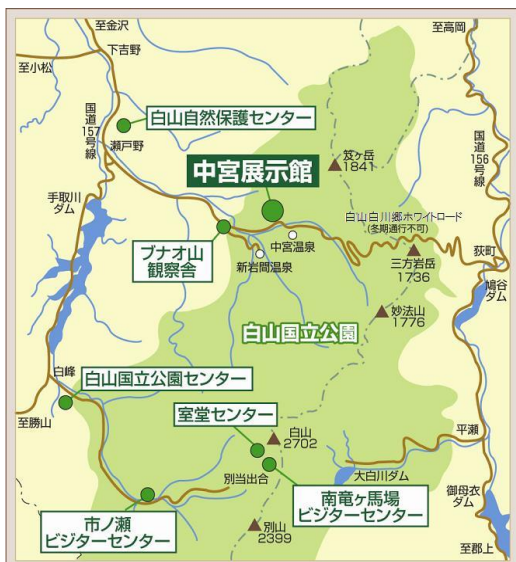 至金沢
至高岡
下吉野
至小松
国道
157
号線
白山自然保護センター
瀬戸野
笈ヶ岳
1841
国道
156
号線
中宮展示館
手取川
ダム
白山白川郷ホワイトロード
(冬期通行不可)
荻町
ブナオ山
観察舎
中宮温泉
新岩間温泉
三方岩岳
1736
鳩谷
ダム
妙法山
1776
白山国立公園
白峰
白山国立公園センター
至勝山
室堂センター
白山
2702
平瀬
別当出合
大白川ダム
南竜ヶ馬場
ビジターセンター
御母衣
ダム
市ノ瀬
ビジターセンター
別山
2399
至郡上